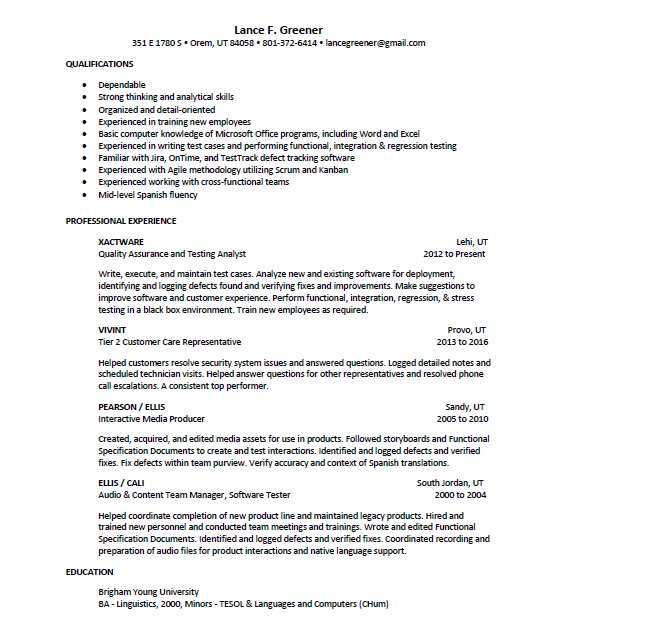 Lance F. Greener
351 E 1780 S • Orem, UT 84058 • 801-372-6414 • lancegreener@gmail.com
QUALIFICATIONS
• Dependable
• Strong thinking and analytical skills
• Organized and detail-oriented
• Experienced in training new employees
• Basic computer knowledge of Microsoft Office programs, including Word and Excel
• Experienced in writing test cases and performing functional, integration & regression testing
• Familiar with Jira, OnTime, and TestTrack defect tracking software
• Experienced with Agile methodology utilizing Scrum and Kanban
• Experienced working with cross-functional teams
• Mid-level Spanish fluency
PROFESSIONAL EXPERIENCE
XACTWARE Lehi, UT
Quality Assurance and Testing Analyst 2012 to Present
Write, execute, and maintain test cases. Analyze new and existing software for deployment,
identifying and logging defects found and verifying fixes and improvements. Make suggestions to
improve software and customer experience. Perform functional, integration, regression, & stress
testing in a black box environment. Train new employees as required.
VIVINT Provo, UT
Tier 2 Customer Care Representative 2013 to 2016
Helped customers resolve security system issues and answered questions. Logged detailed notes and
scheduled technician visits. Helped answer questions for other representatives and resolved phone
call escalations. A consistent top performer.
PEARSON / ELLIS Sandy, UT
Interactive Media Producer 2005 to 2010
Created, acquired, and edited media assets for use in products. Followed storyboards and Functional
Specification Documents to create and test interactions. Identified and logged defects and verified
fixes. Fix defects within team purview. Verify accuracy and context of Spanish translations.
ELLIS / CALI South Jordan, UT
Audio & Content Team Manager, Software Tester 2000 to 2004
Helped coordinate completion of new product line and maintained legacy products. Hired and
trained new personnel and conducted team meetings and trainings. Wrote and edited Functional
Specification Documents. Identified and logged defects and verified fixes. Coordinated recording and
preparation of audio files for product interactions and native language support.
EDUCATION
Brigham Young University
BA - Linguistics, 2000, Minors - TESOL & Languages and Computers (CHum)